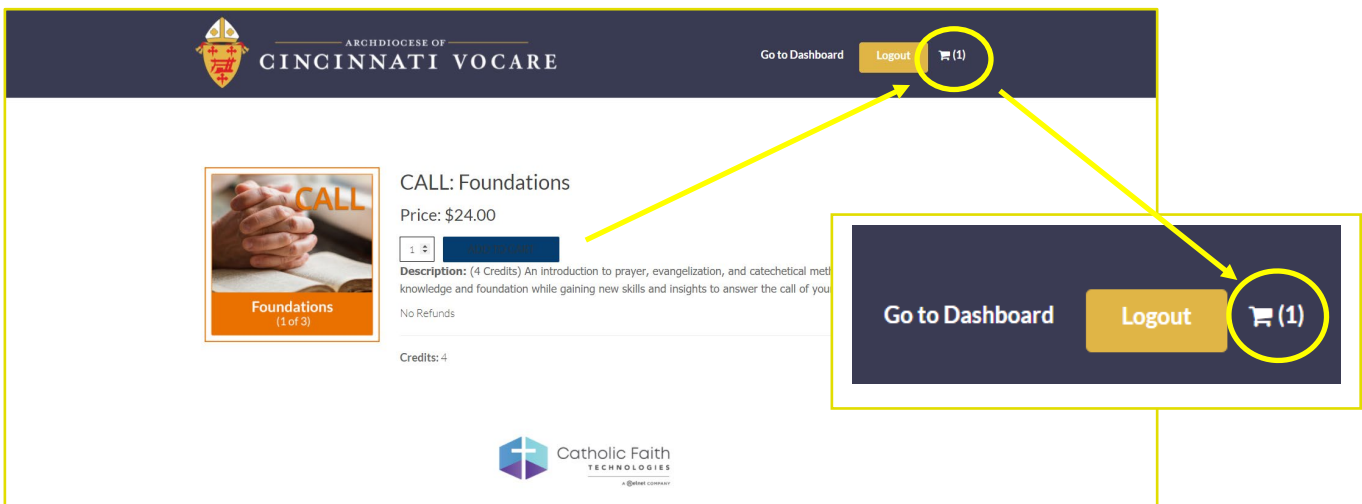 ARCHDIOCESE OF
CINCINNATI VOCARE
Go to Dashboard
Logout
(1)
CALL
Foundations
(1 of 3)
CALL: Foundations
Price: $24.00
1
Description: (4 Credits) An introduction to prayer, evangelization, and catechetical
knowledge and foundation while gaining new skills and insights to answer the call of
No Refunds
Credits: 4
Go to Dashboard
Logout
(1)
Catholic Faith
TECHNOLOGIES
COMPANY